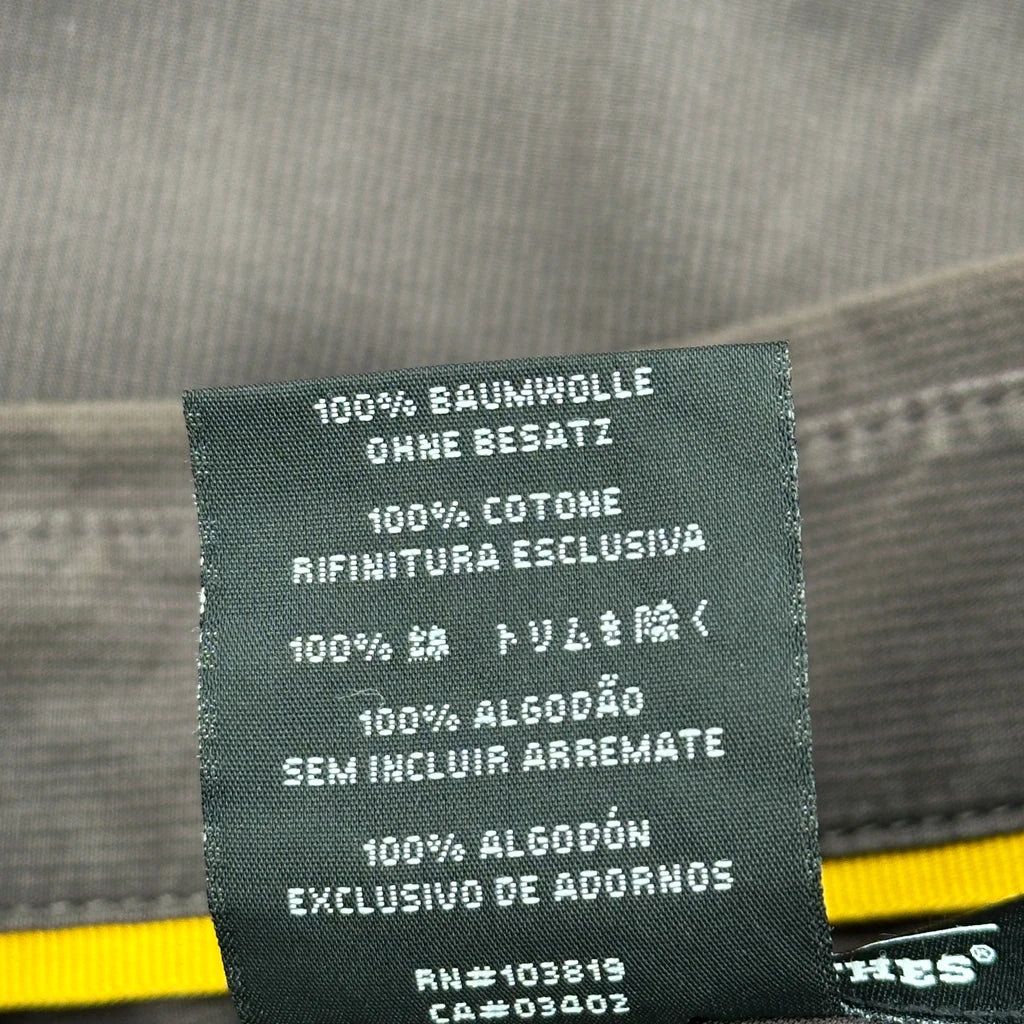 100% BAUMWOLLE
OHNE BESATZ
100% COTONE
RIFINITURA ESCLUSIVA
100% 綿 トリムを除く
100% ALGODÃO
SEM INCLUIR ARREMATE
100% ALGODÓN
EXCLUSIVO DE ADORNOS
RN#103819
CA#03402
THES®